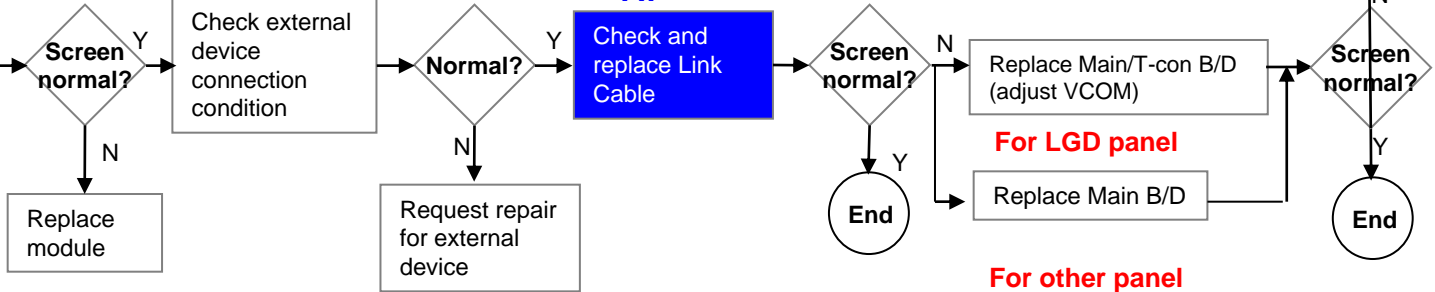 Screen
normal?
Y
N
Replace
module
Check external
device
connection
condition
Normal?
Y
N
Request repair
for external
device
Check and
replace Link
Cable
Screen
normal?
N
Y
End
Replace Main/T-con B/D
(adjust VCOM)
For LGD panel
Replace Main B/D
For other panel
N
Screen
normal?
Y
End